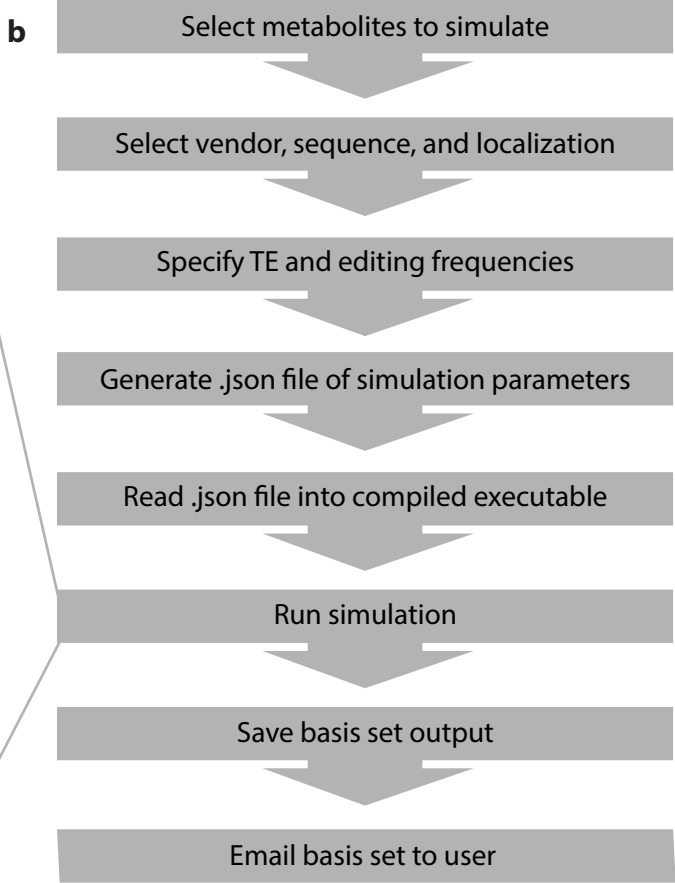 b
Select metabolites to simulate
Select vendor, sequence, and localization
Specify TE and editing frequencies
Generate .json file of simulation parameters
Read .json file into compiled executable
Run simulation
Save basis set output
Email basis set to user